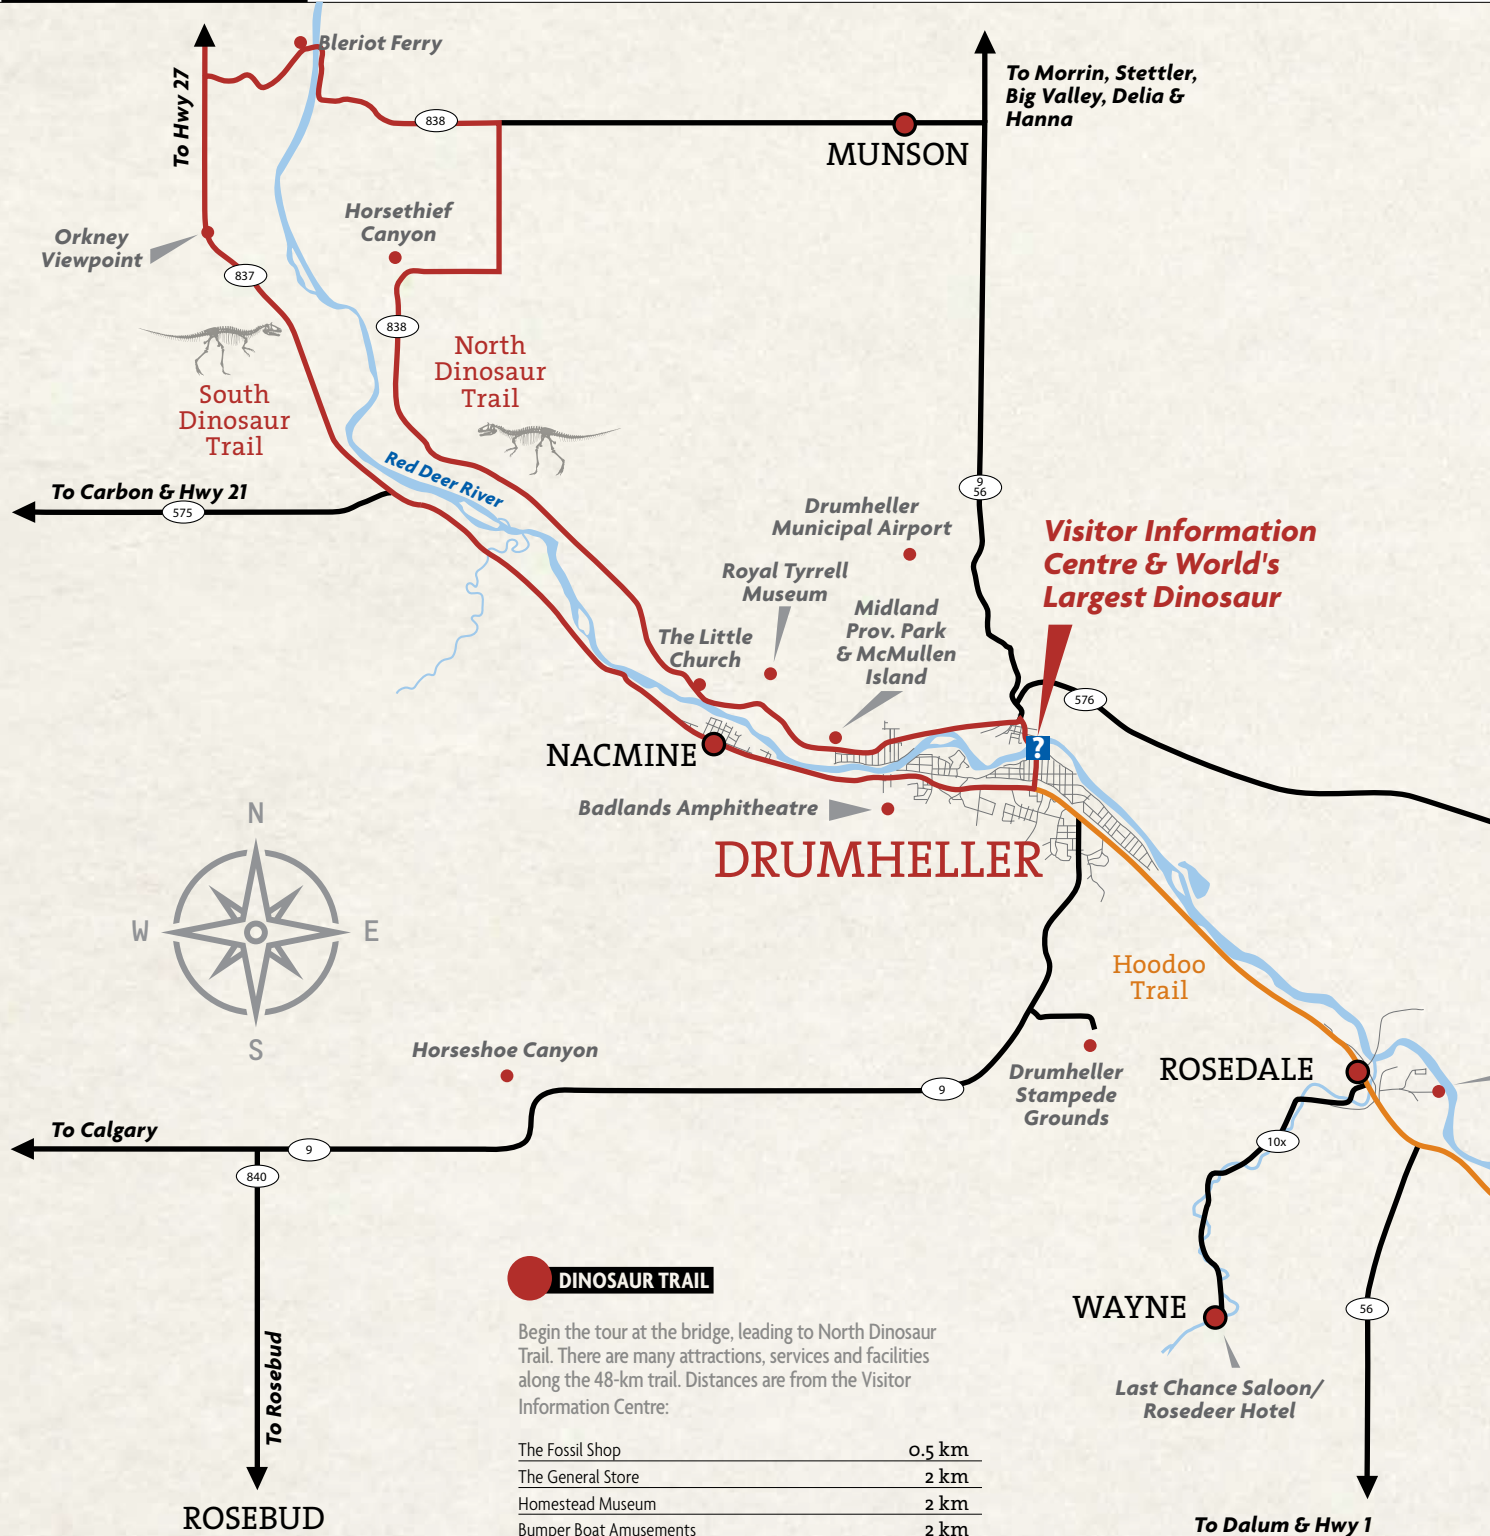 Bleriot Ferry
To Hwy 27
838
MUNSON
To Morrin, Stettler,
Big Valley, Delia &
Hanna
Orkney
Viewpoint
837
Horsethief
Canyon
838
North
Dinosaur
Trail
South
Dinosaur
Trail
Red Deer River
To Carbon & Hwy 21
575
9
56
Drumheller
Municipal Airport
Royal Tyrrell
Museum
Midland
Prov. Park
& McMullen
Island
The Little
Church
Visitor Information
Centre & World's
Largest Dinosaur
576
?
NACMINE
Badlands Amphitheatre
DRUMHELLER
N
W
E
S
Hoodoo
Trail
Horseshoe Canyon
9
Drumheller
Stampede
Grounds
ROSEDALE
To Calgary
9
840
10x
To Rosebud
ROSEBUD
WAYNE
56
Last Chance Saloon/
Rosedeer Hotel
To Dalum & Hwy 1
DINOSAUR TRAIL
Begin the tour at the bridge, leading to North Dinosaur
Trail. There are many attractions, services and facilities
along the 48-km trail. Distances are from the Visitor
Information Centre:
The Fossil Shop 0.5 km
The General Store 2 km
Homestead Museum 2 km
Bumper Boat Amusements 2 km